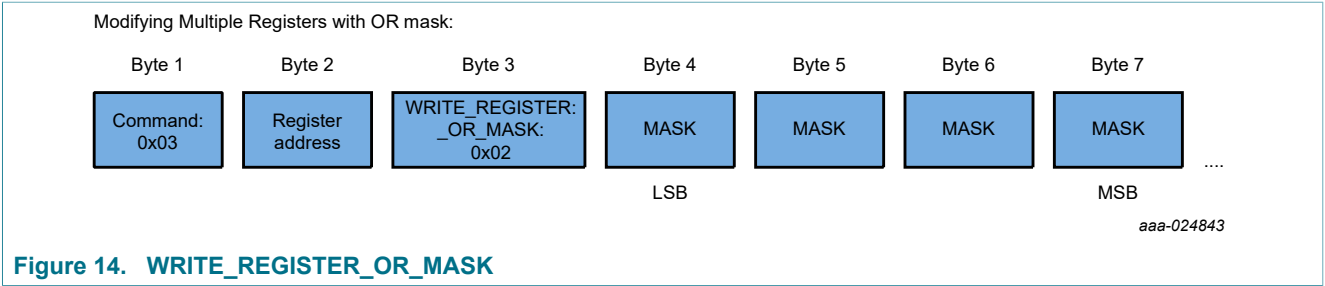 Modifying Multiple Registers with OR mask:
Byte 1 Byte 2 Byte 3 Byte 4 Byte 5 Byte 6 Byte 7
Command:
0x03
Register
address
WRITE_REGISTER:
_OR_MASK:
0x02
MASK
MASK
MASK
MASK
....
LSB MSB
aaa-024843
Figure 14. WRITE_REGISTER_OR_MASK